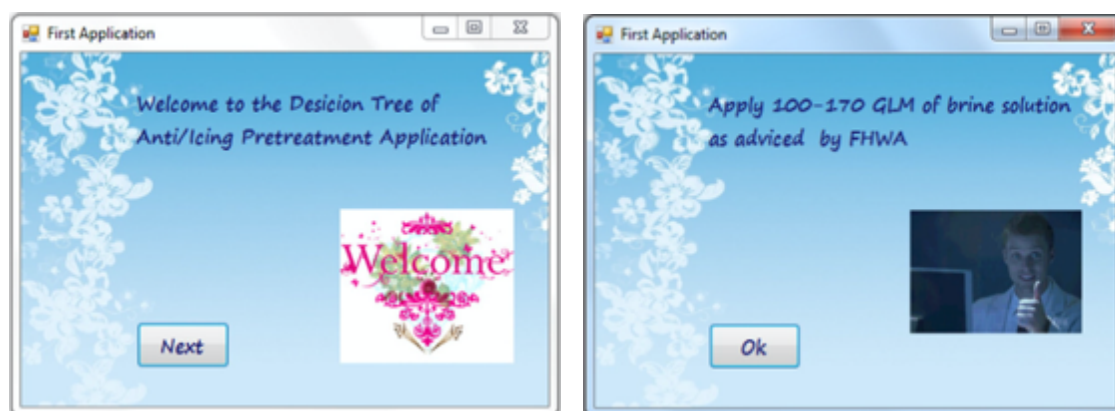 First Application
Welcome to the Desicion Tree of
Anti/Icing Pretreatment Application
Welcome
Next
First Application
Apply 100-170 GLM of brine solution
as adviced by FHWA
Ok